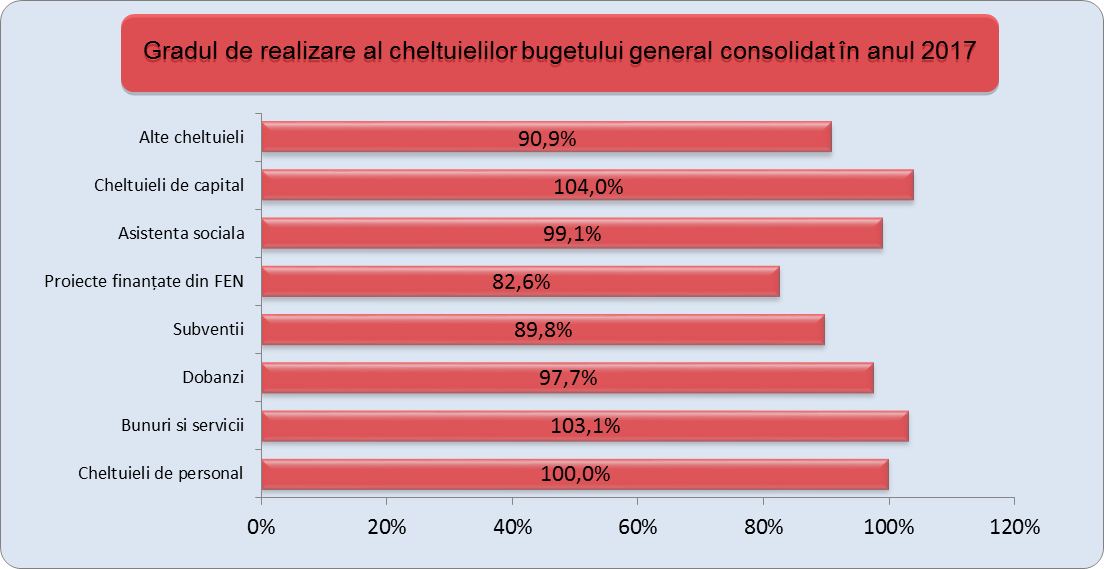 Gradul de realizare al cheltuielilor bugetului general consolidat în anul 2017
Alte cheltuieli
90,9%
Cheltuieli de capital
104,0%
Asistenta sociala
99,1%
Proiecte finanțate din FEN
82,6%
Subventii
89,8%
Dobanzi
97,7%
Bunuri si servicii
103,1%
Cheltuieli de personal
100,0%
0% 20% 40% 60% 80% 100% 120%